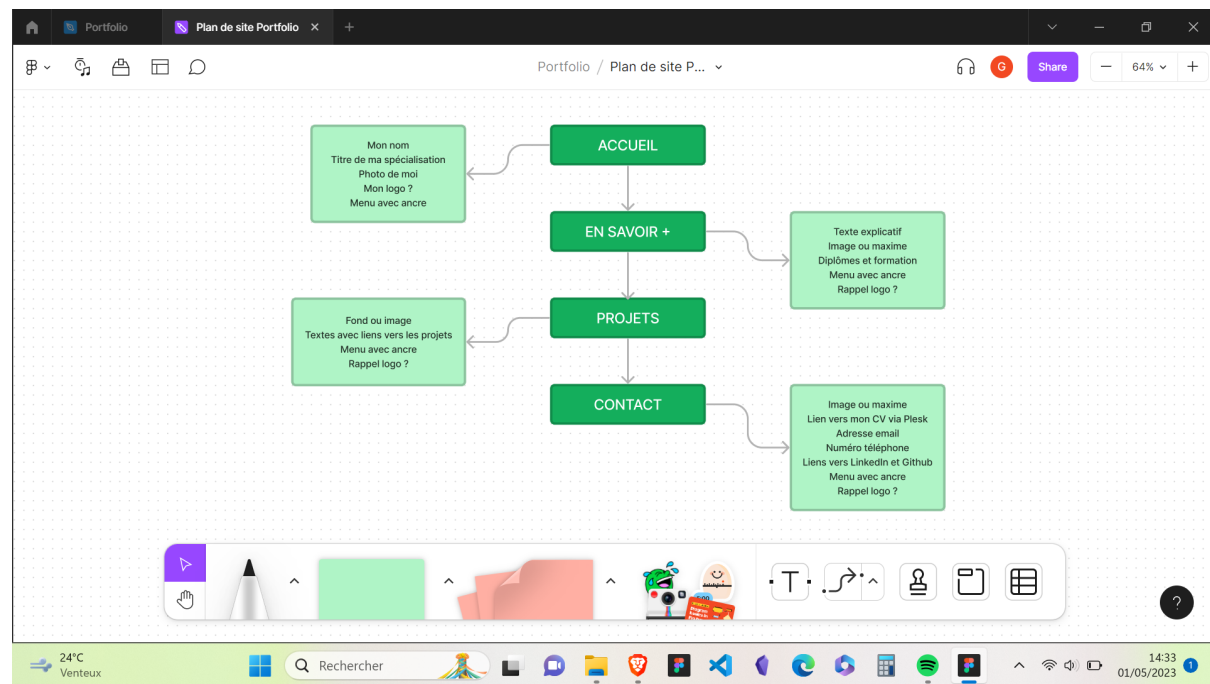 Portfolio
Plan de site Portfolio
Portfolio / Plan de site P...
G
Share
64%
ACCUEIL
Mon nom
Titre de ma spécialisation
Photo de moi
Mon logo ?
Menu avec ancre
EN SAVOIR +
Texte explicatif
Image ou maxime
Diplômes et formation
Menu avec ancre
Rappel logo ?
PROJETS
Fond ou image
Textes avec liens vers les projets
Menu avec ancre
Rappel logo ?
CONTACT
Image ou maxime
Lien vers mon CV via Plesk
Adresse email
Numéro téléphone
Liens vers LinkedIn et Github
Menu avec ancre
Rappel logo ?
T
?
24°C
Venteux
Rechercher
14:33
01/05/2023
1